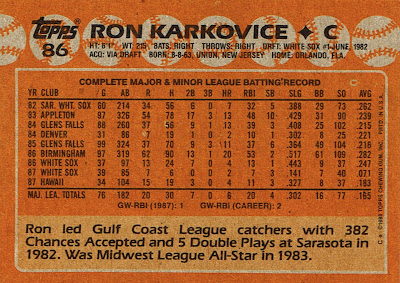 Topps
86
RON KARKOVICE ✦ C
HT: 6'1" WT: 215 BATS: RIGHT THROWS: RIGHT DRFT: WHITE SOX #1-JUNE, 1982
ACQ: VIA DRAFT BORN: 8-8-63, UNION, NEW JERSEY HOME: ORLANDO, FLA.
COMPLETE MAJOR & MINOR LEAGUE BATTING RECORD
YR CLUB G AB R H 2B 3B HR RBI SB SLG BB SO AVG
82 SAR. WHT. SOX 60 214 34 56 6 0 7 32 5 .388 29 73 .262
83 APPLETON 97 326 54 78 17 3 13 48 10 .429 31 90 .239
84 GLENS FALLS 88 260 37 56 9 1 13 39 3 .408 25 102 .215
84 DENVER 31 86 19 1
85 GLENS FALLS 99 324 37 70 9 11 37 6 .364 49 104 .216
86 BIRMINGHAM 97 319 62 90 13 1 20 53 2 .517 61 109 .282
86 WHITE SOX 37 97 13 24 7 0 4 13 1 .443 9 37 .247
87 WHITE SOX 39 85 7 6 0 0 2 7 3 .141 7 40 .071
87 HAWAII 34 104 15 19 3 0 4 11 3 .327 8 37 .183
MAJ. LEA. TOTALS 76 182 20 30 7 0 6 20 4 .302 16 77 .165
GW-RBI (1987): 1 GW-RBI (CAREER): 2
Ron led Gulf Coast League catchers with 382
Chances Accepted and 5 Double Plays at Sarasota in
1982. Was Midwest League All-Star in 1983.
© 1988 TOPPS CHEWING GUM, INC. PRTD. IN U.S.A.